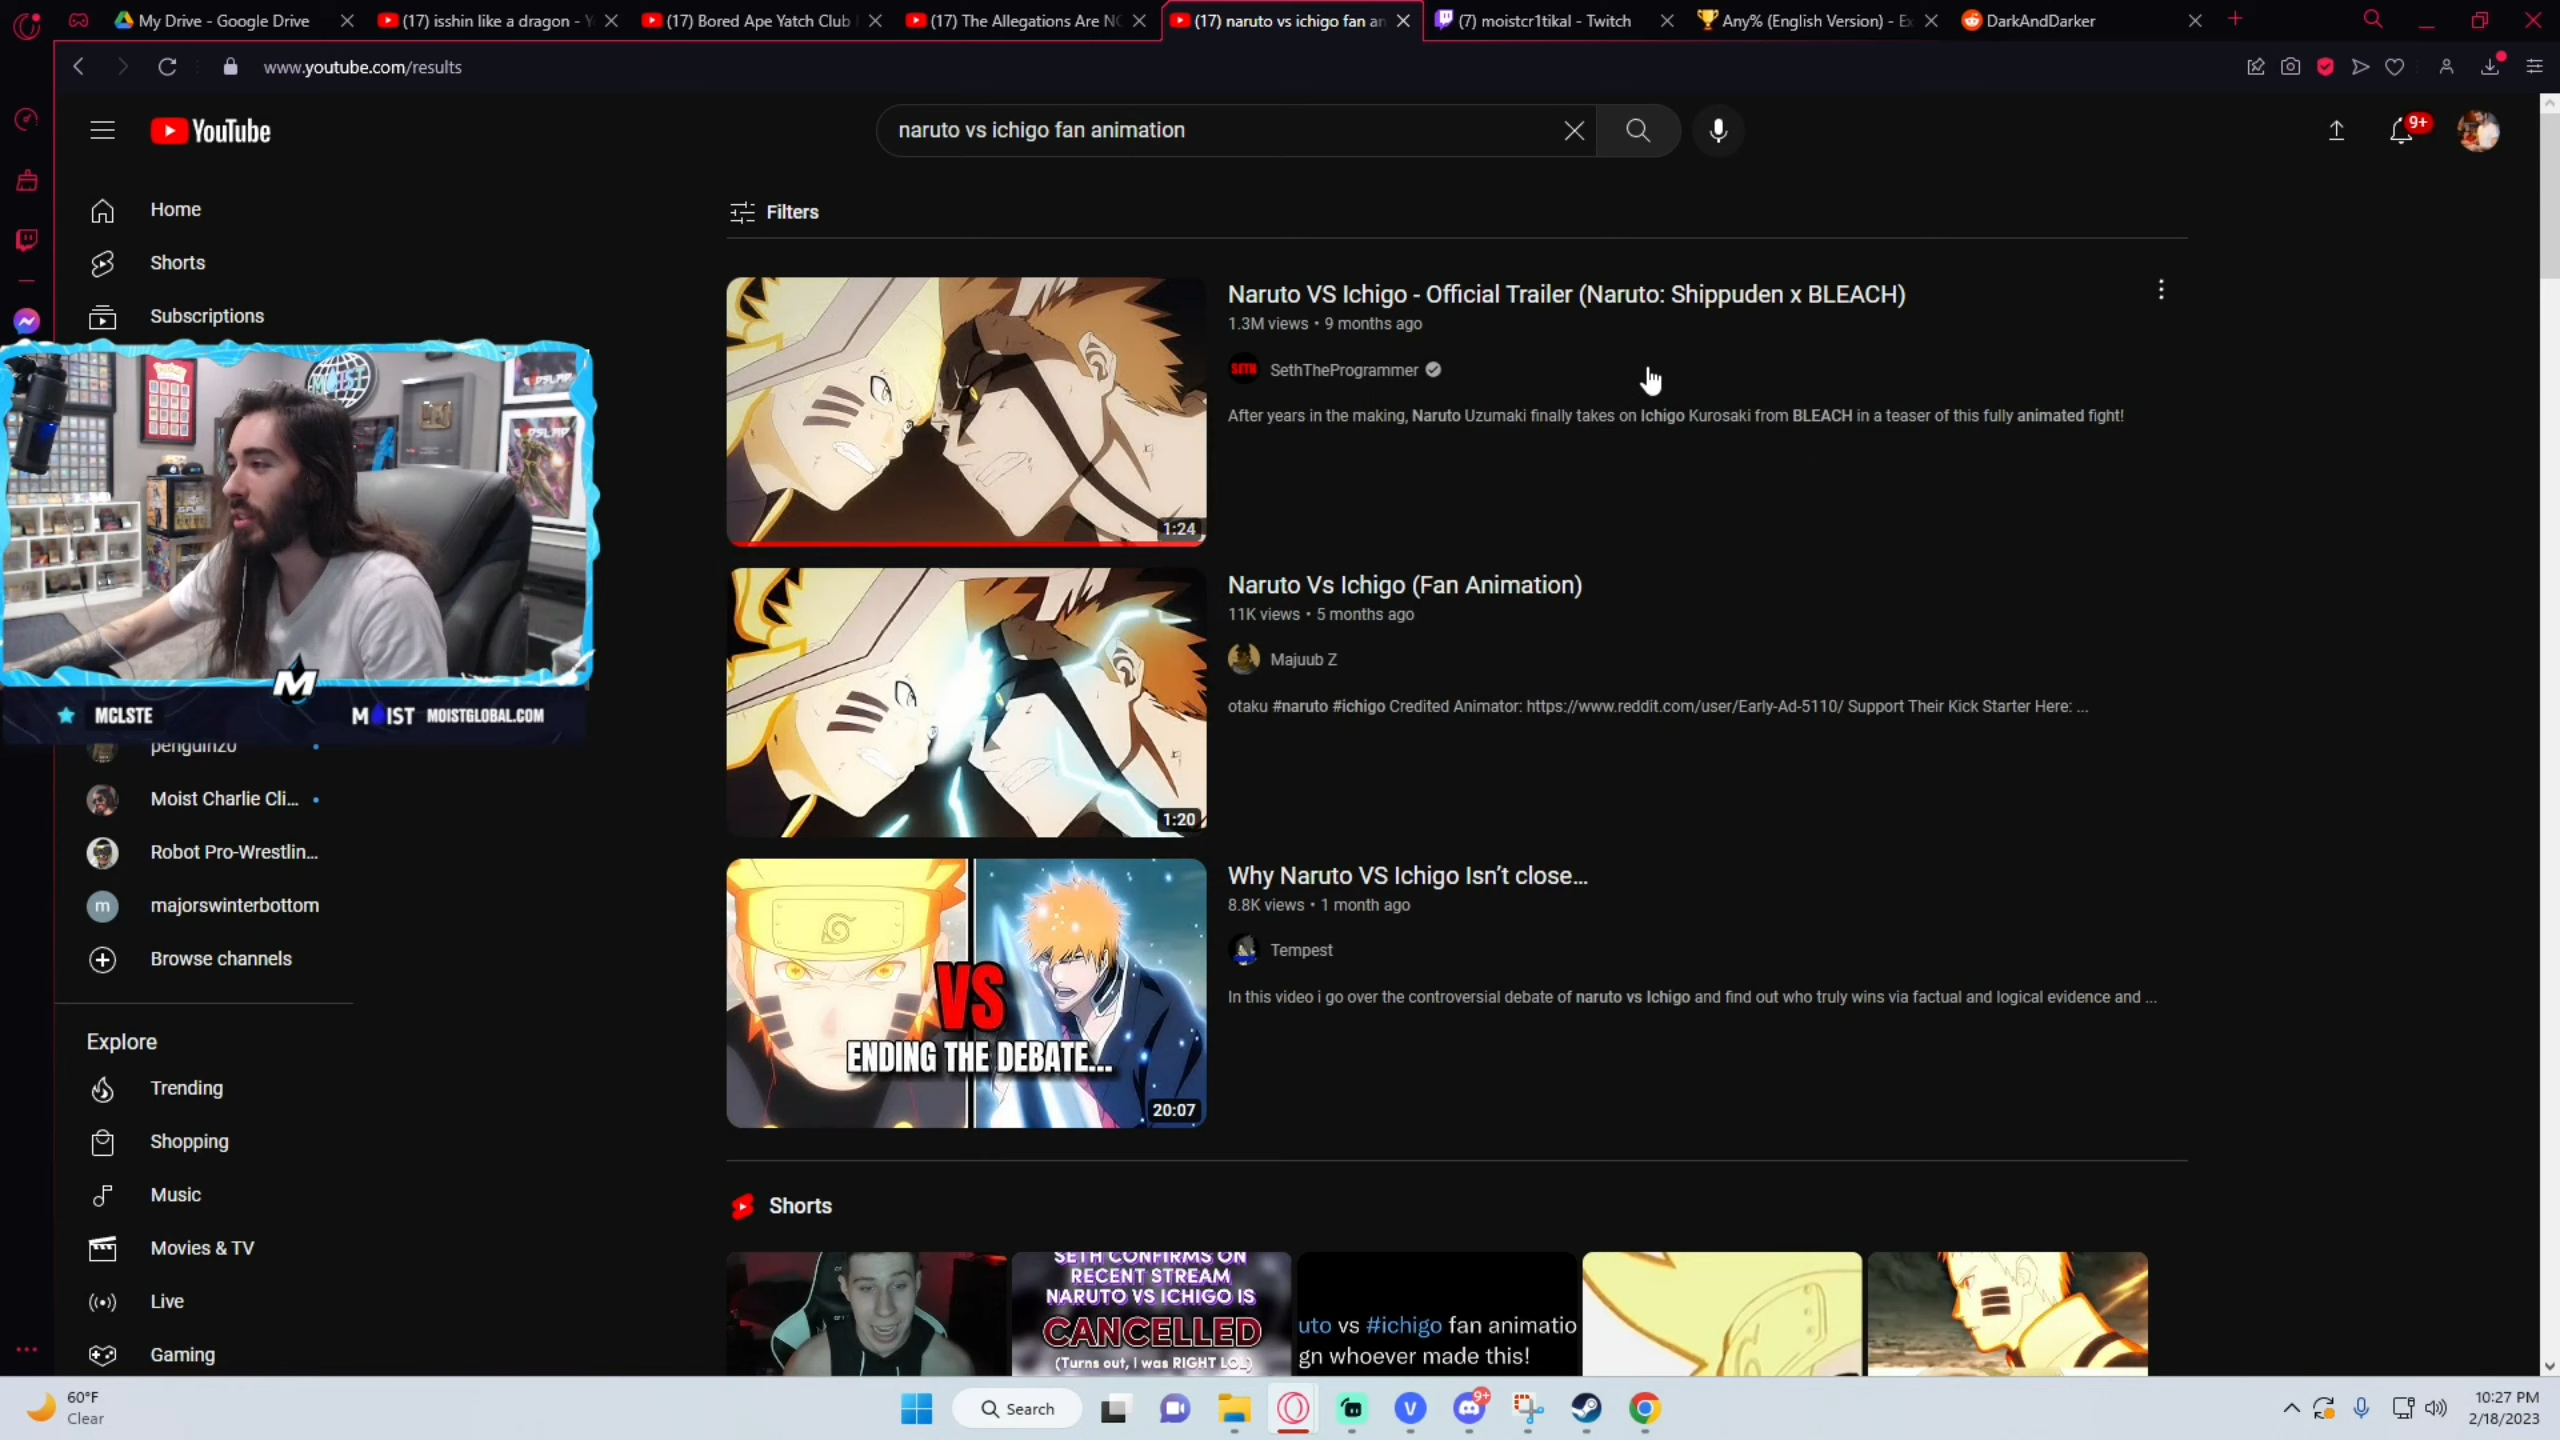 My Drive - Google Drive
(17) isshin like a dragon -
(17) Bored Ape Yatch Club
(17) The Allegations Are NO
(17) naruto vs ichigo fan an
(7) moistcr1tikal - Twitch
Any% (English Version) - Ex
DarkAndDarker
www.youtube.com/results
YouTube
naruto vs ichigo fan animation
9+
Home
Shorts
Subscriptions
Filters
Naruto VS Ichigo - Official Trailer (Naruto: Shippuden x BLEACH)
1.3M views • 9 months ago
SETH
SethTheProgrammer
After years in the making, Naruto Uzumaki finally takes on Ichigo Kurosaki from BLEACH in a teaser of this fully animated fight!
1:24
MOIST
Naruto Vs Ichigo (Fan Animation)
11K views • 5 months ago
Majuub Z
otaku #naruto #ichigo Credited Animator: https://www.reddit.com/user/Early-Ad-5110/ Support Their Kick Starter Here: ...
1:20
M
MCLSTE
MOIST MOISTGLOBAL.COM
penguinz0
Moist Charlie Cli...
Robot Pro-Wrestlin...
m majorswinterbottom
Browse channels
Why Naruto VS Ichigo Isn't close...
8.8K views • 1 month ago
Tempest
In this video i go over the controversial debate of naruto vs Ichigo and find out who truly wins via factual and logical evidence and ...
VS
ENDING THE DEBATE...
20:07
Explore
Trending
Shopping
Music
Movies & TV
Live
Gaming
Shorts
SETH CONFIRMS ON
RECENT STREAM
NARUTO VS ICHIGO IS
CANCELLED
(Turns out, I was RIGHT LOL)
uto vs #ichigo fan animatio
gn whoever made this!
60°F
Clear
Search
9+
10:27 PM
2/18/2023